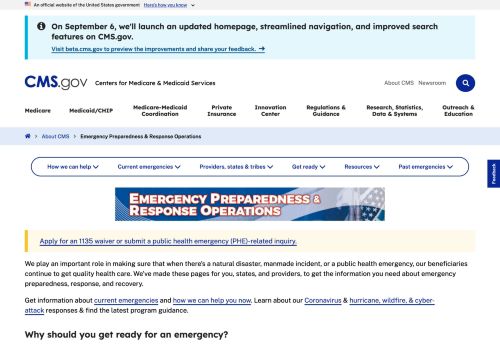 An official website of the United States government Here's how you know
On September 6, we'll launch an updated homepage, streamlined navigation, and improved search
features on CMS.gov.
Visit beta.cms.gov to preview the improvements and share your feedback.
CMS.gov Centers for Medicare & Medicaid Services
About CMS Newsroom
Medicare
Medicaid/CHIP
Medicare-Medicaid
Coordination
Private
Insurance
Innovation
Center
Regulations &
Guidance
Research, Statistics,
Data & Systems
Outreach &
Education
About CMS Emergency Preparedness & Response Operations
Feedback
How we can help Current emergencies Providers, states & tribes Get ready Resources Past emergencies
Emergency Preparedness &
Response Operations
Apply for an 1135 waiver or submit a public health emergency (PHE)-related inquiry.
We play an important role in making sure that when there's a natural disaster, manmade incident, or a public health emergency, our beneficiaries
continue to get quality health care. We've made these pages for you, states, and providers, to get the information you need about emergency
preparedness, response, and recovery.
Get information about current emergencies and how we can help you now. Learn about our Coronavirus & hurricane, wildfire, & cyber-
attack responses & find the latest program guidance.
Why should you get ready for an emergency?